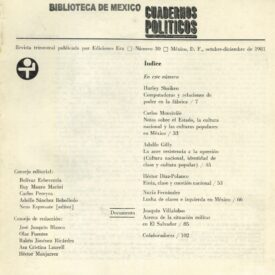 BIBLIOTECA DE MEXICO
CUADERNOS
POLITICOS
Revista trimestral publicada por Ediciones Era □ Número 30 □ México, D. F., octubre-diciembre de 1981
Índice
En este número
Harley Shaiken
Computadoras y relaciones de
poder en la fábrica / 7
Carlos Monsiváis
Notas sobre el Estado, la cultura
nacional y las culturas populares
en México / 33
Adolfo Gilly
La acre resistencia a la opresión
(Cultura nacional, identidad de
clase y cultura popular) / 45
Héctor Díaz-Polanco
Etnia, clase y cuestión nacional / 53
Nuria Fernández
Lucha de clases e izquierda en México / 66
Documento
Joaquín Villalobos
Acerca de la situación militar
en El Salvador / 85
Colaboradores / 102
Consejo editorial:
Bolívar Echeverría
Ruy Mauro Marini
Carlos Pereyra
Adolfo Sánchez Rebolledo
Neus Espresate [editor]
Consejo de redacción:
José Joaquín Blanco
Olac Fuentes
Rubén Jiménez Ricárdez
Asa Cristina Laurell
Héctor Manjarrez